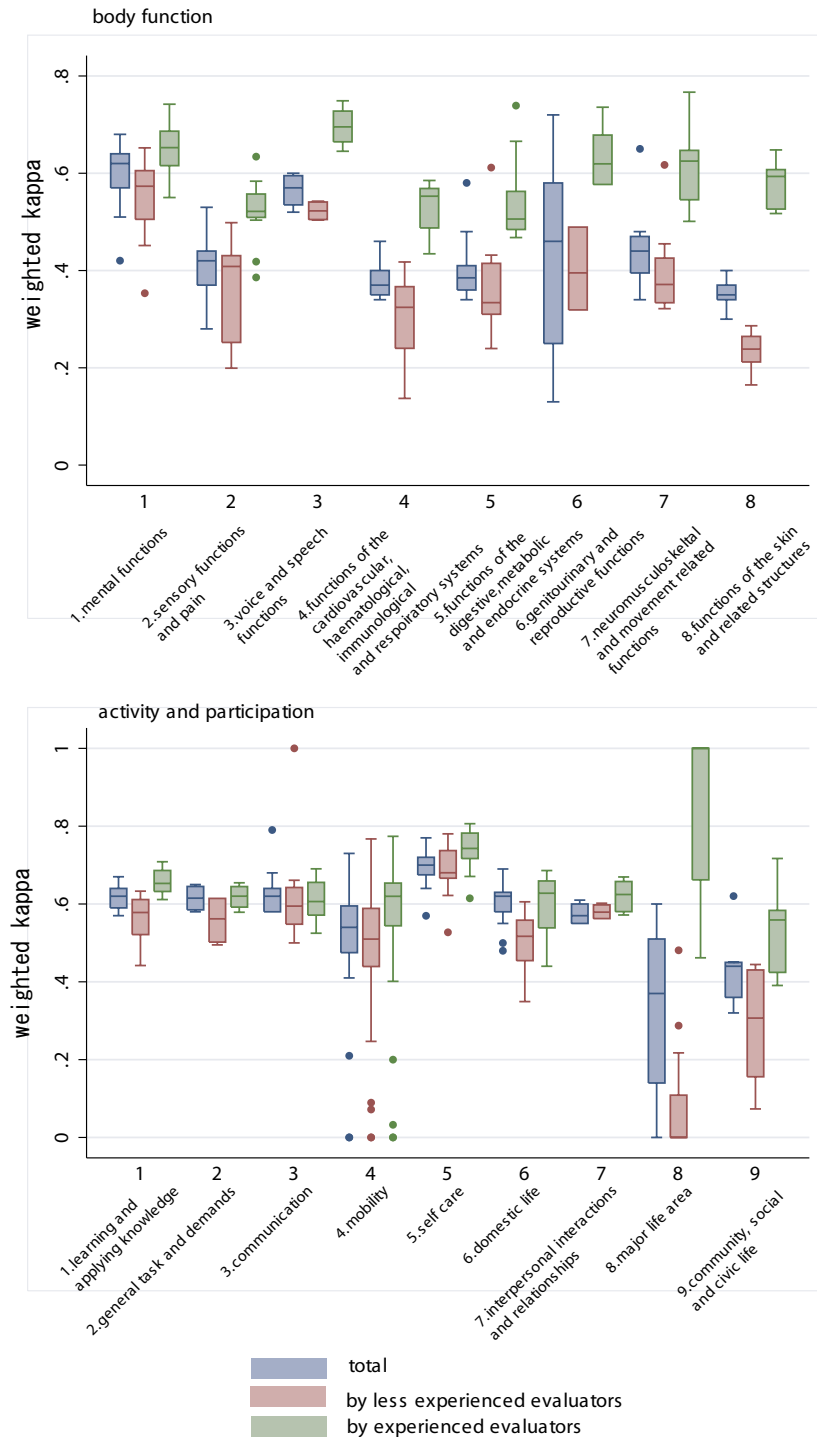 body function
weighted kappa
.8
.6
.4
.2
0
1 2 3 4 5 6 7 8
1.mental functions
2.sensory functions
and pain
3.voice and speech
functions
4.functions of the
cardiovascular,
haematological,
immunological
and respoiratory systems
5.functions of the
digestive,metabolic
and endocrine systems
6.genitourinary and
reproductive functions
7.neuromusculoskeltal
and movement related
functions
8.functions of the skin
and related structures
activity and participation
weighted kappa
1
.8
.6
.4
.2
0
1 2 3 4 5 6 7 8 9
1.learning and
applying knowledge
2.general task and demands
3.communication
4.mobility
5.self care
6.domestic life
7.interpersonal interactions
and relationships
8.major life area
9.community, social
and civic life
total
by less experienced evaluators
by experienced evaluators